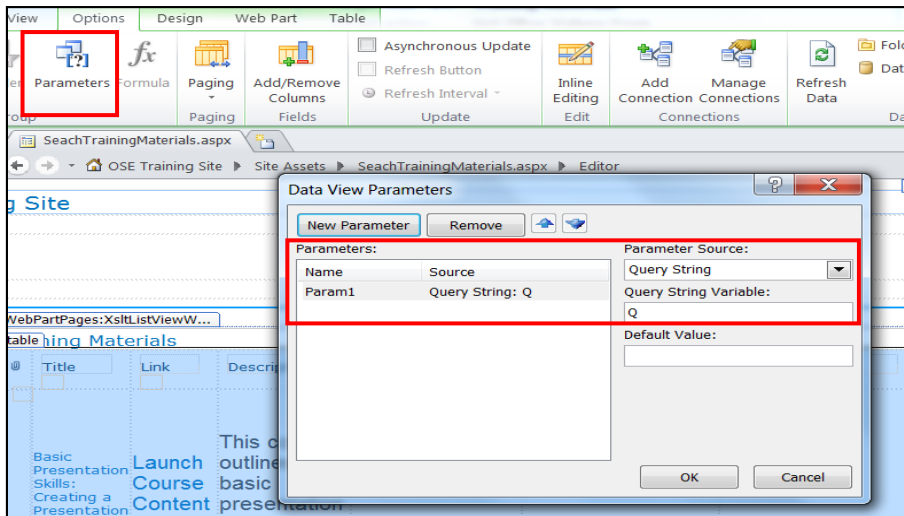 View Options Design Web Part Table
Parameters Formula
Paging
Add/Remove Columns
Asynchronous Update
Refresh Button
Refresh Interval
Inline Editing
Add Connection
Manage Connections
Refresh Data
Paging Fields Update Edit Connections
SeachTrainingMaterials.aspx
OSE Training Site Site Assets SeachTrainingMaterials.aspx Editor
Site
Data View Parameters
New Parameter Remove
Parameters: Parameter Source:
Name Source Query String
Param1 Query String: Q Query String Variable:
Q
Default Value:
WebPartPages:XsltListViewW...
table Materials
Title Link
This
Basic
Presentation
Skills:
Creating a
Presentation
Launch
Course
Content
basic
presentation
OK Cancel